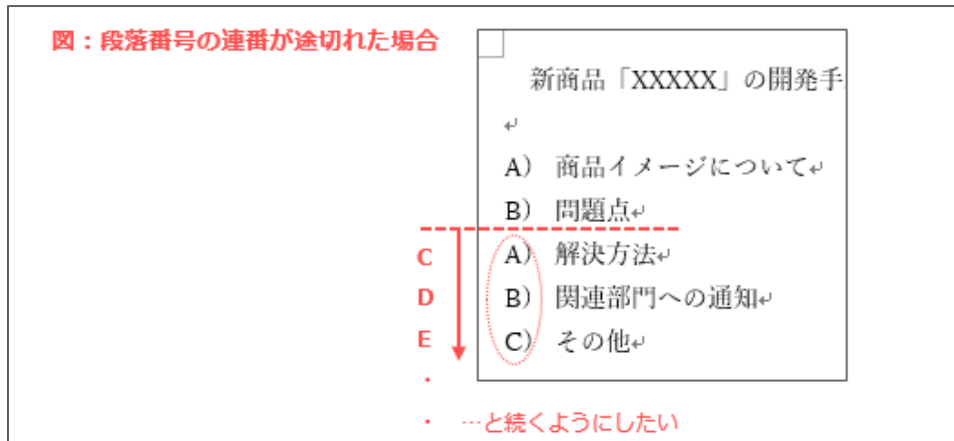 図：段落番号の連番が途切れた場合
新商品「XXXXX」の開発手
A） 商品イメージについて
B） 問題点
A） 解決方法
B） 関連部門への通知
C） その他
C
D
E
・
・ …と続くようにしたい